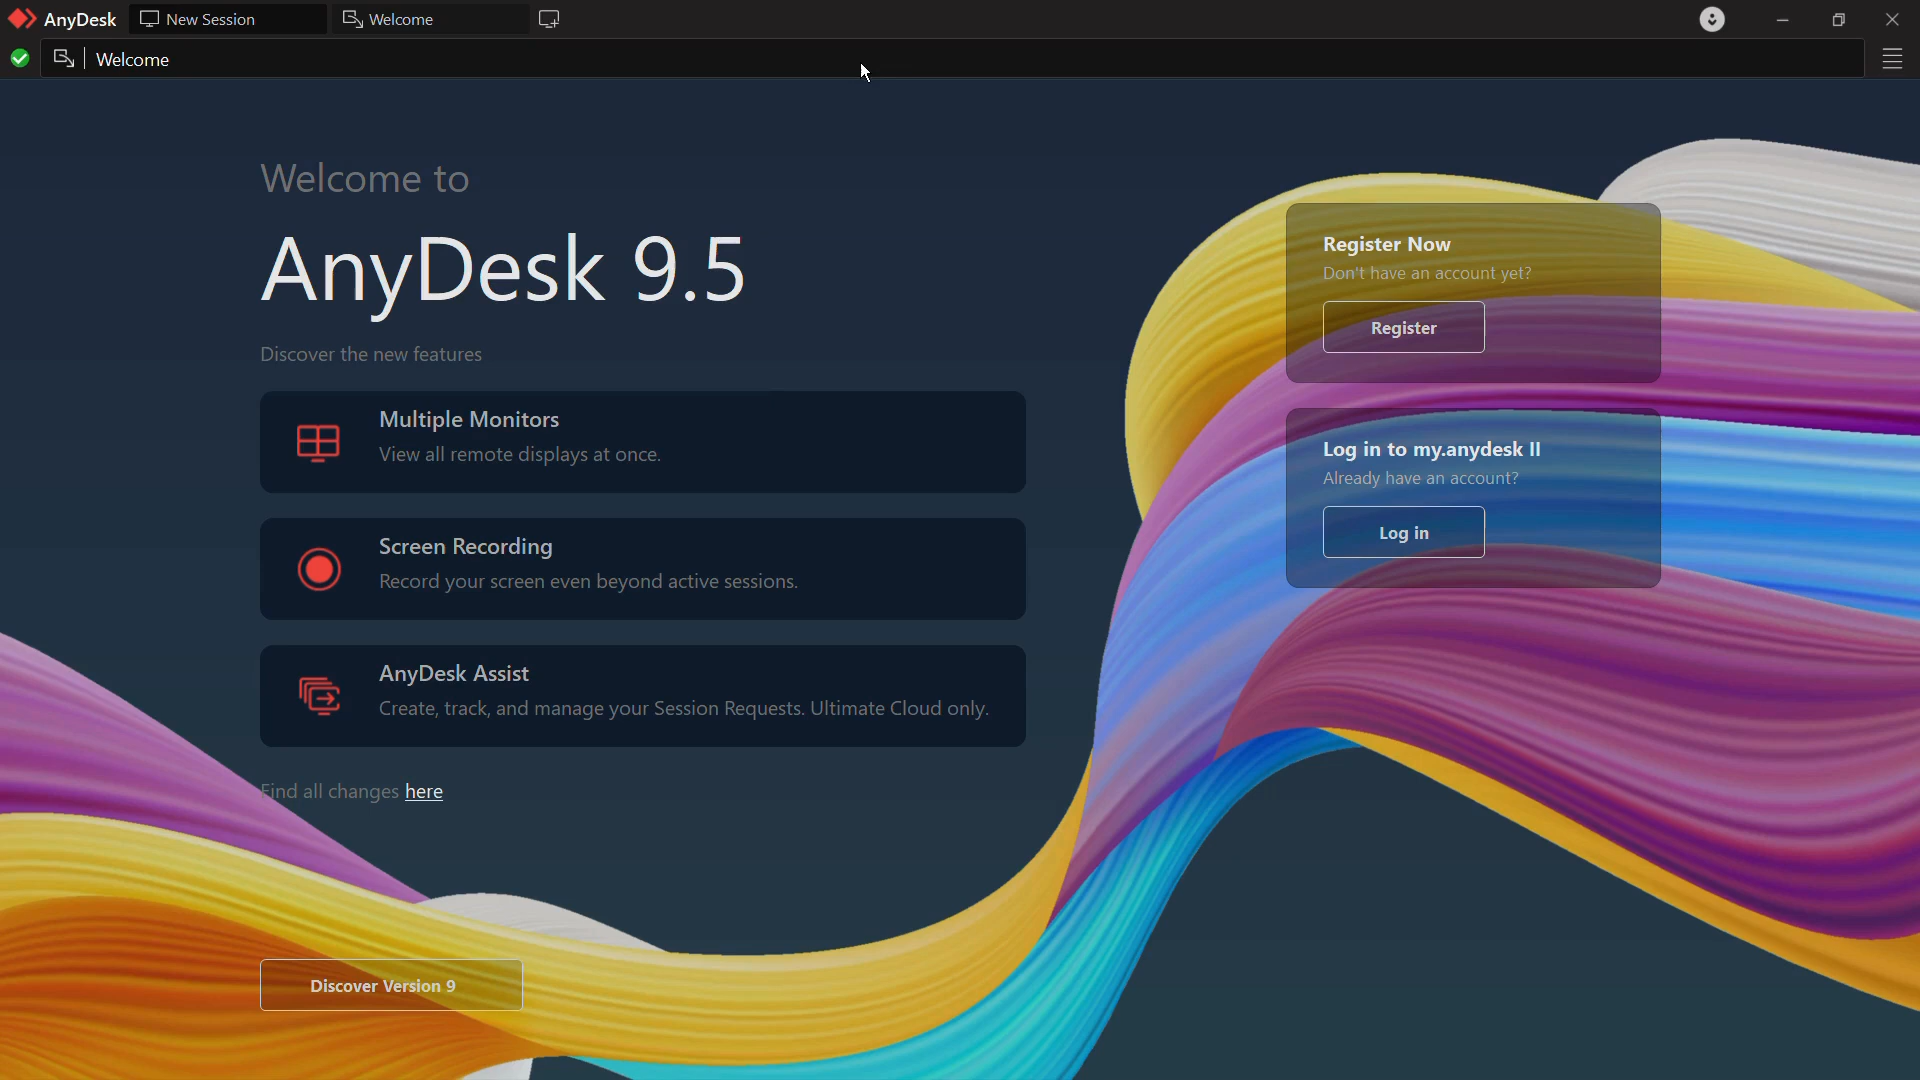 AnyDesk
New Session
Welcome
Welcome
Welcome to
AnyDesk 9.5
Discover the new features
Multiple Monitors
View all remote displays at once.
Screen Recording
Record your screen even beyond active sessions.
AnyDesk Assist
Create, track, and manage your Session Requests. Ultimate Cloud only.
Find all changes here
Discover Version 9
Register Now
Don't have an account yet?
Register
Log in to my.anydesk II
Already have an account?
Log in